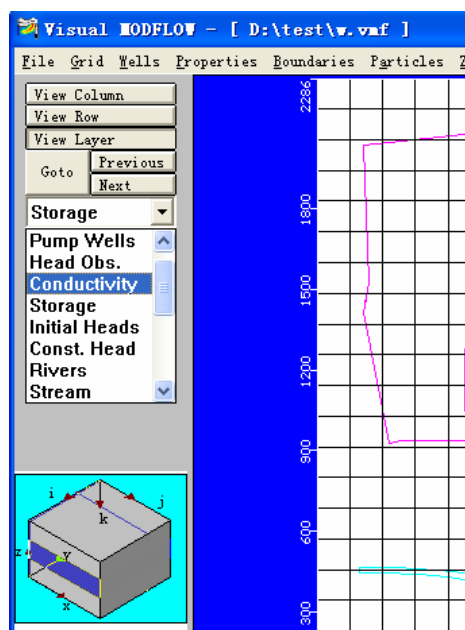 Visual MODFLOW - [ D:\test\w.vmf ]
File Grid Wells Properties Boundaries Particles
View Column
View Row
View Layer
Goto
Previous
Next
Storage
Pump Wells
Head Obs.
Conductivity
Storage
Initial Heads
Const. Head
Rivers
Stream
2286
1800
1500
1200
900
600
300
i
j
k
z
y
x